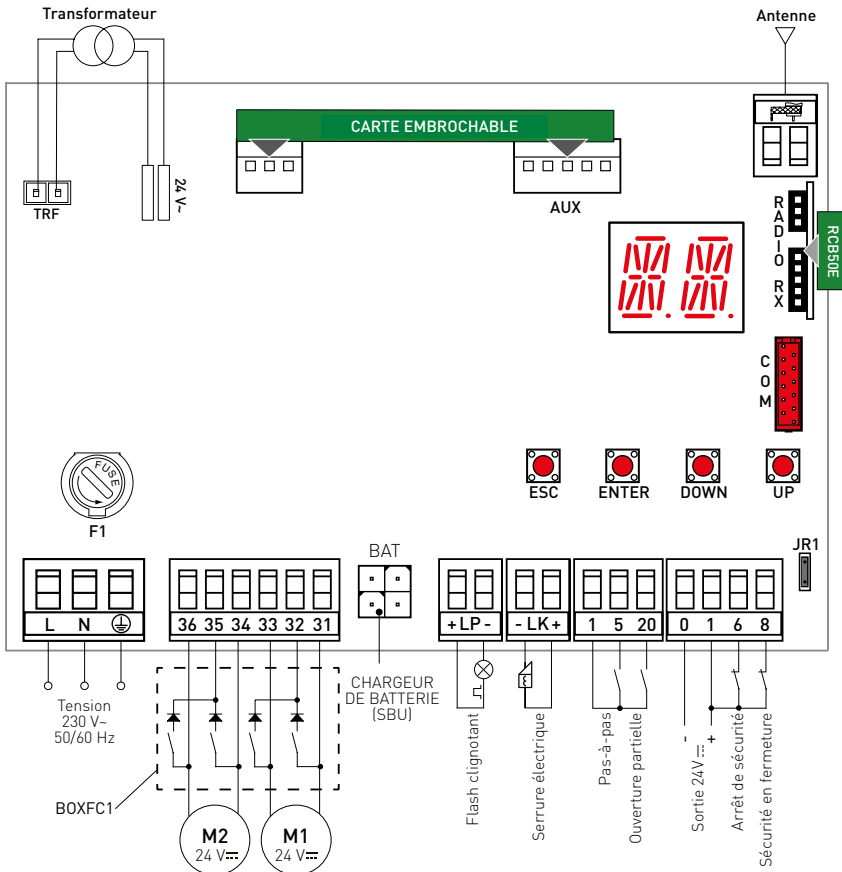 Transformateur
Antenne
CARTE EMBROCHABLE
TRF
24 V~
AUX
RADIO RX
RCB50E
COM
FUSE
F1
ESC
ENTER
DOWN
UP
JR1
BAT
L N
36 35 34 33 32 31
+ LP -
- LK +
1 5 20
0 1 6 8
Tension
230 V~
50/60 Hz
CHARGEUR
DE BATTERIE
(SBU)
Flash clignotant
Serrure électrique
Pas-à-pas
Ouverture partielle
- +
Sortie 24V
Arrêt de sécurité
Sécurité en fermeture
BOXFC1
M2
24 V
M1
24 V